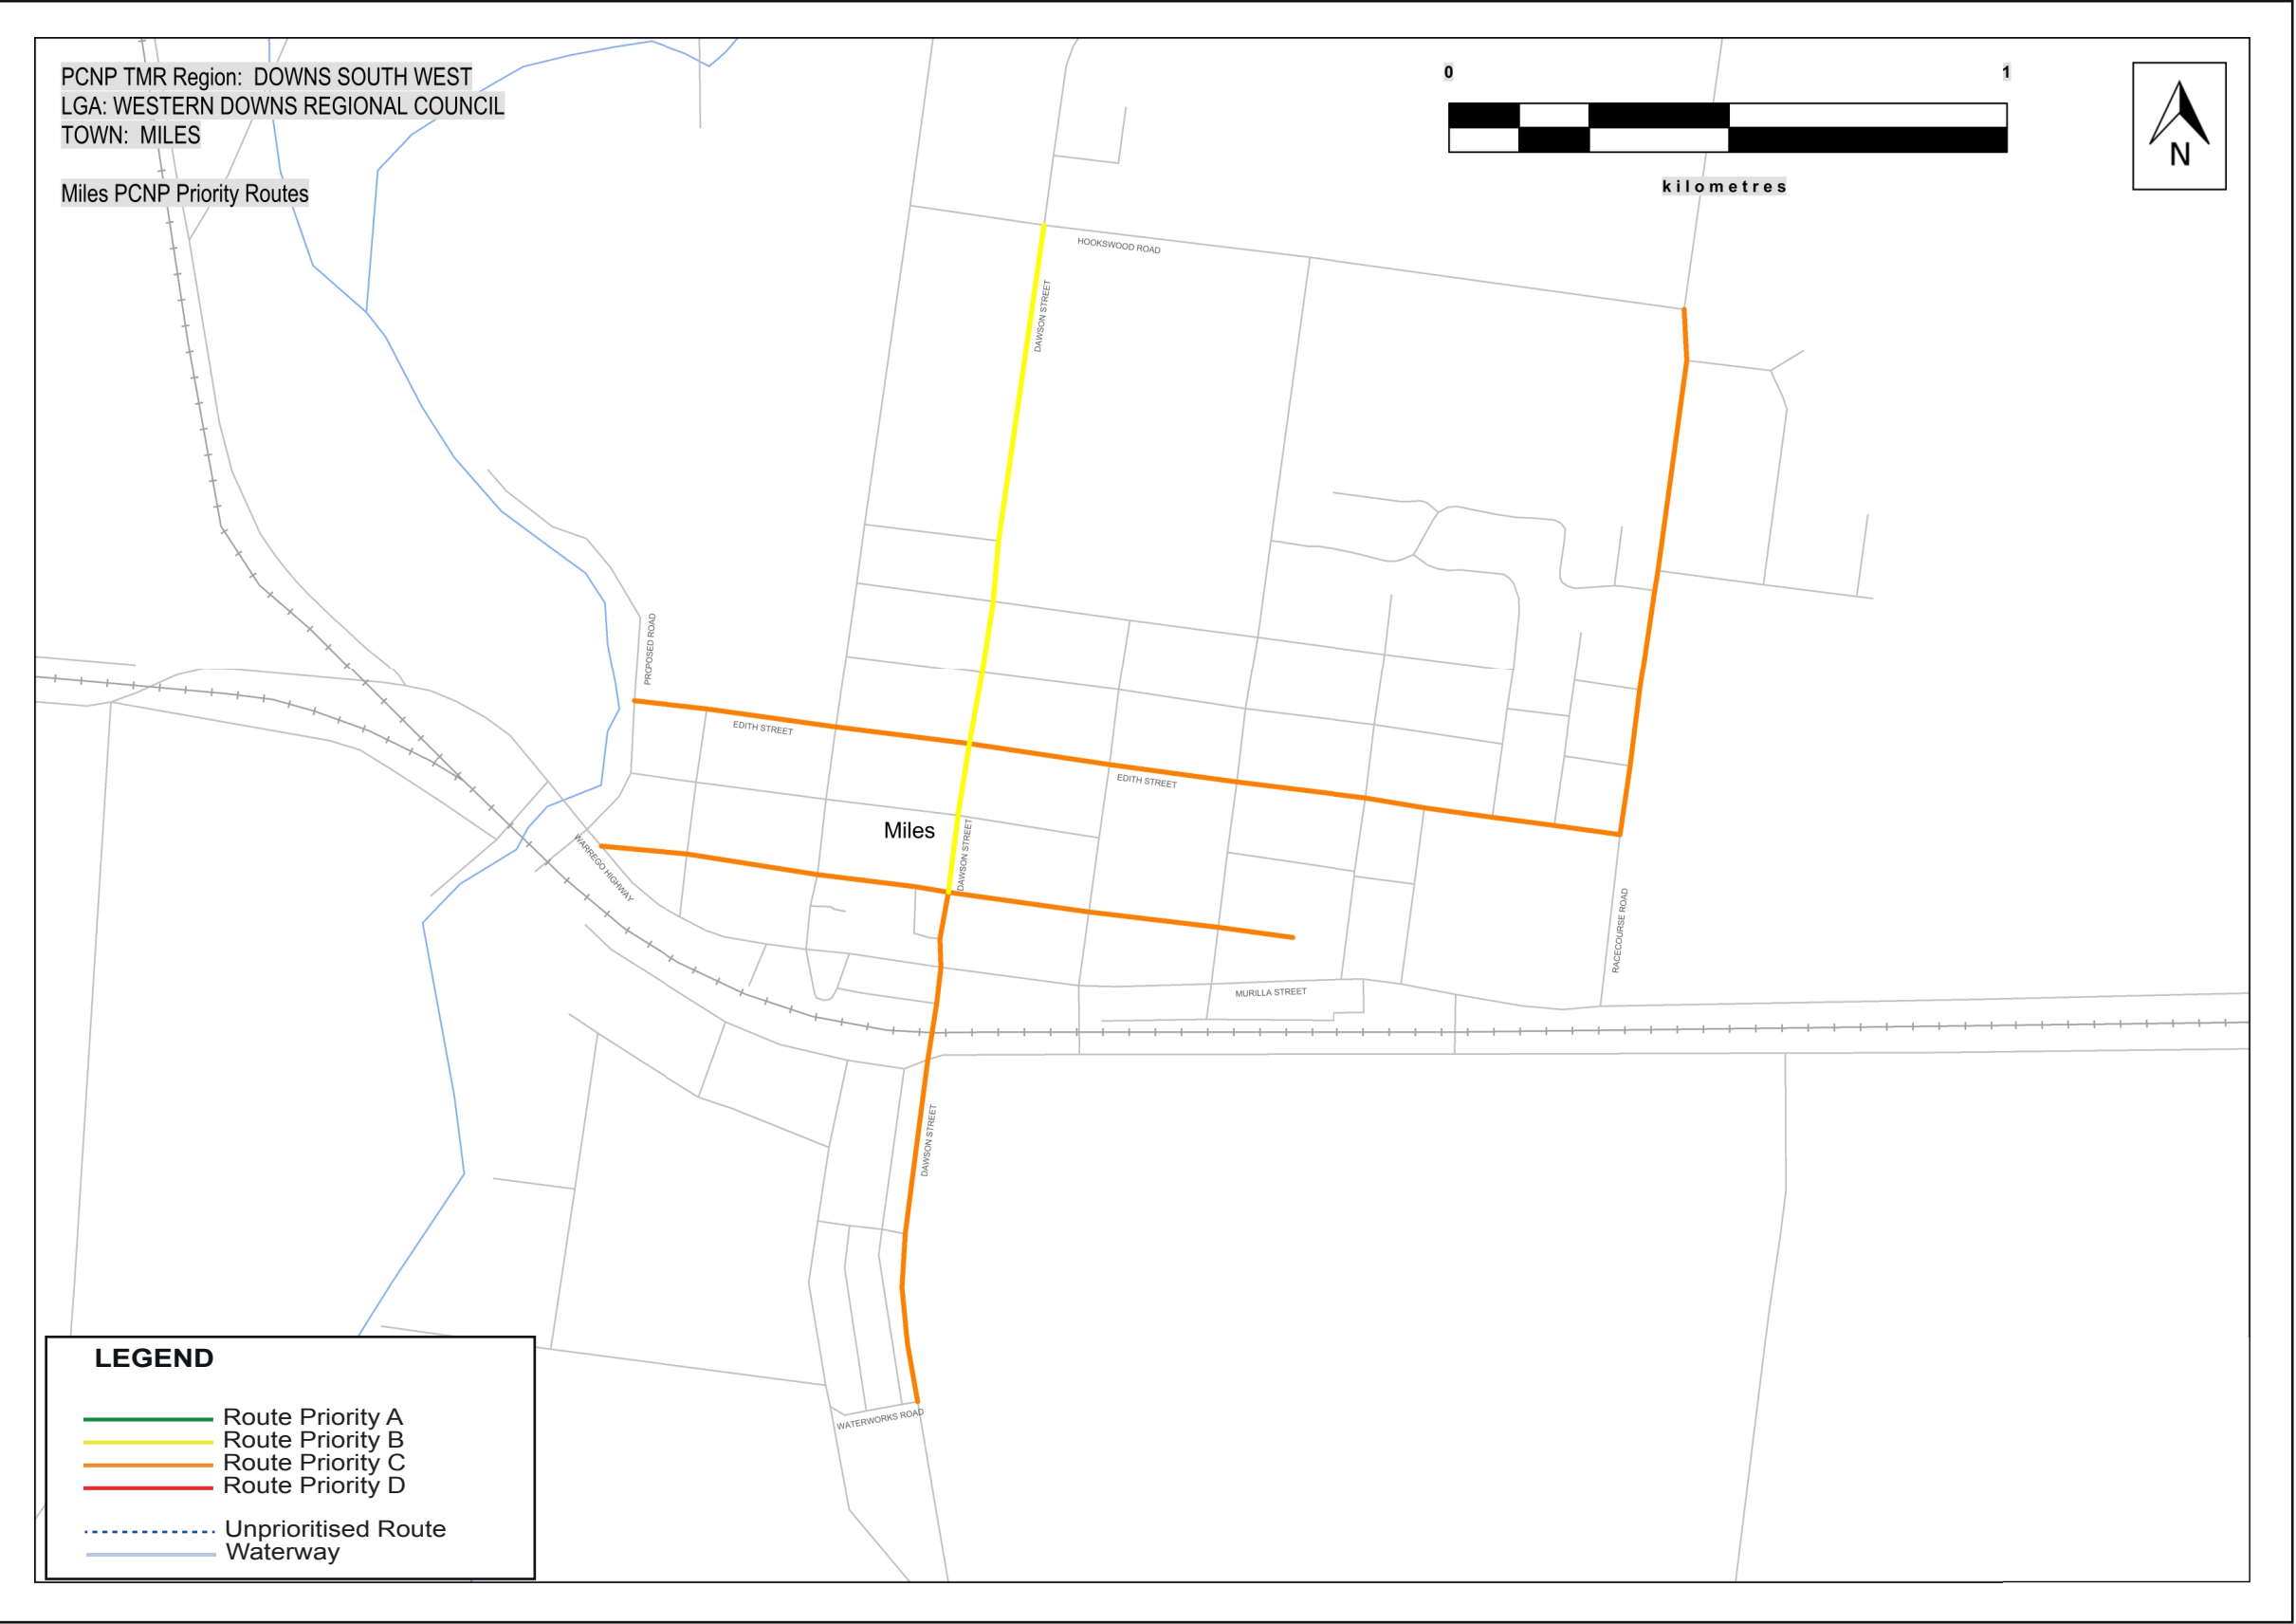 PCNP TMR Region:  DOWNS SOUTH WEST
LGA: WESTERN DOWNS REGIONAL COUNCIL
TOWN:  MILES
Miles PCNP Priority Routes
0 1
kilometres
N
HOOKSWOOD ROAD
DAWSON STREET
PROPOSED ROAD
EDITH STREET
EDITH STREET
Miles
DAWSON STREET
WARREGO HIGHWAY
RACECOURSE ROAD
MURILLA STREET
DAWSON STREET
WATERWORKS ROAD
LEGEND
Route Priority A
Route Priority B
Route Priority C
Route Priority D
Unprioritised Route
Waterway